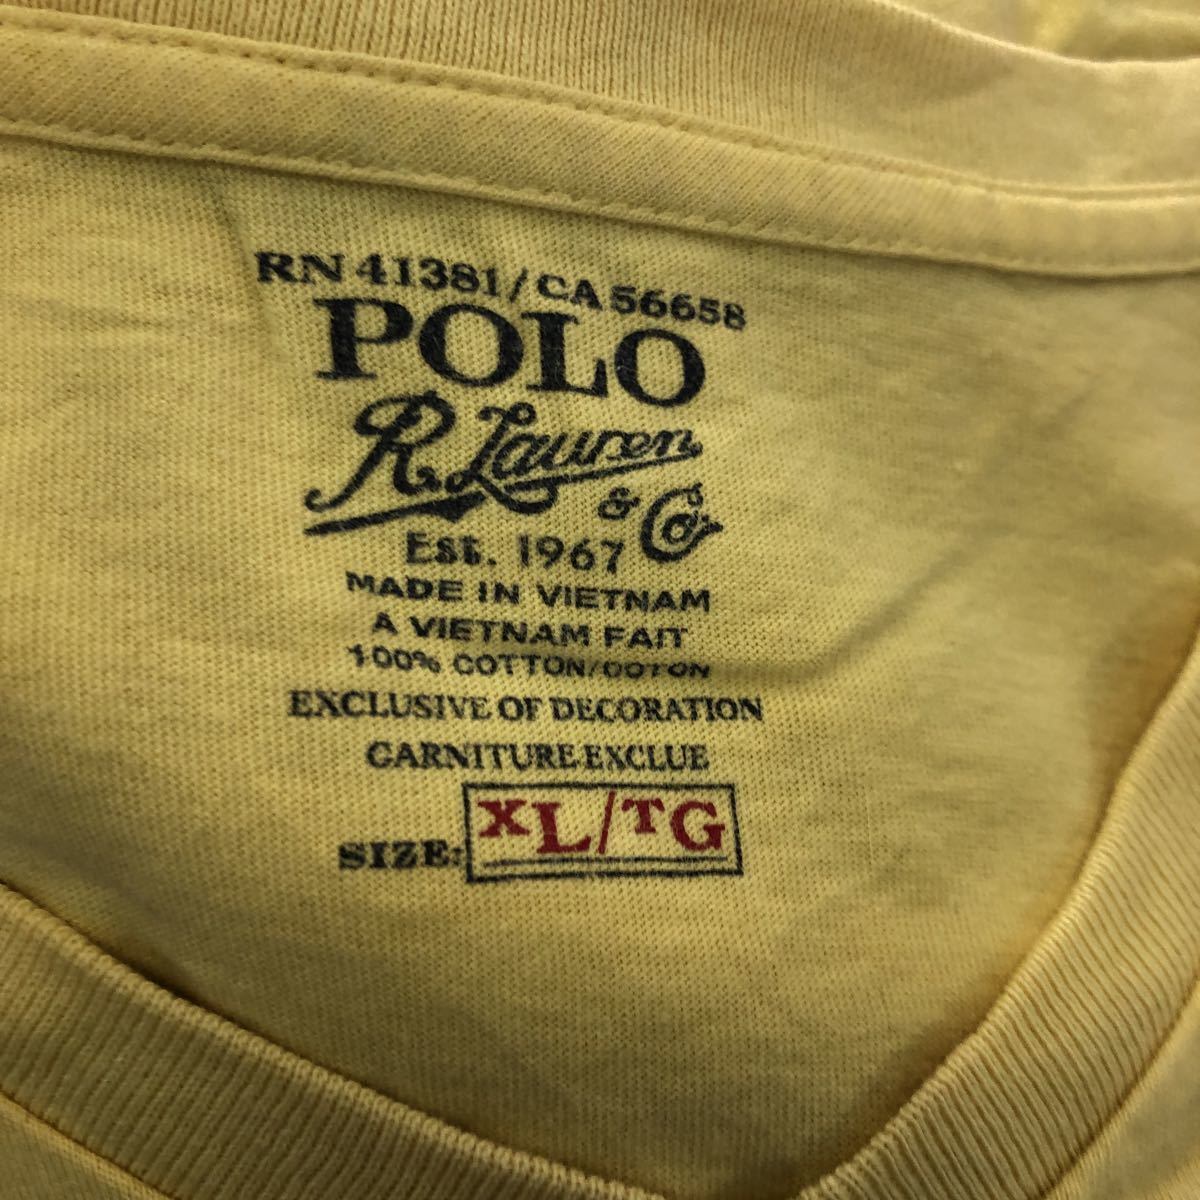 RN 41381/CA 56658
POLO
R. Lauren
& Co
EST. 1967
MADE IN VIETNAM
A VIETNAM FAIT
100% COTTON/COTON
EXCLUSIVE OF DECORATION
GARNITURE EXCLUE
SIZE: XL/TG